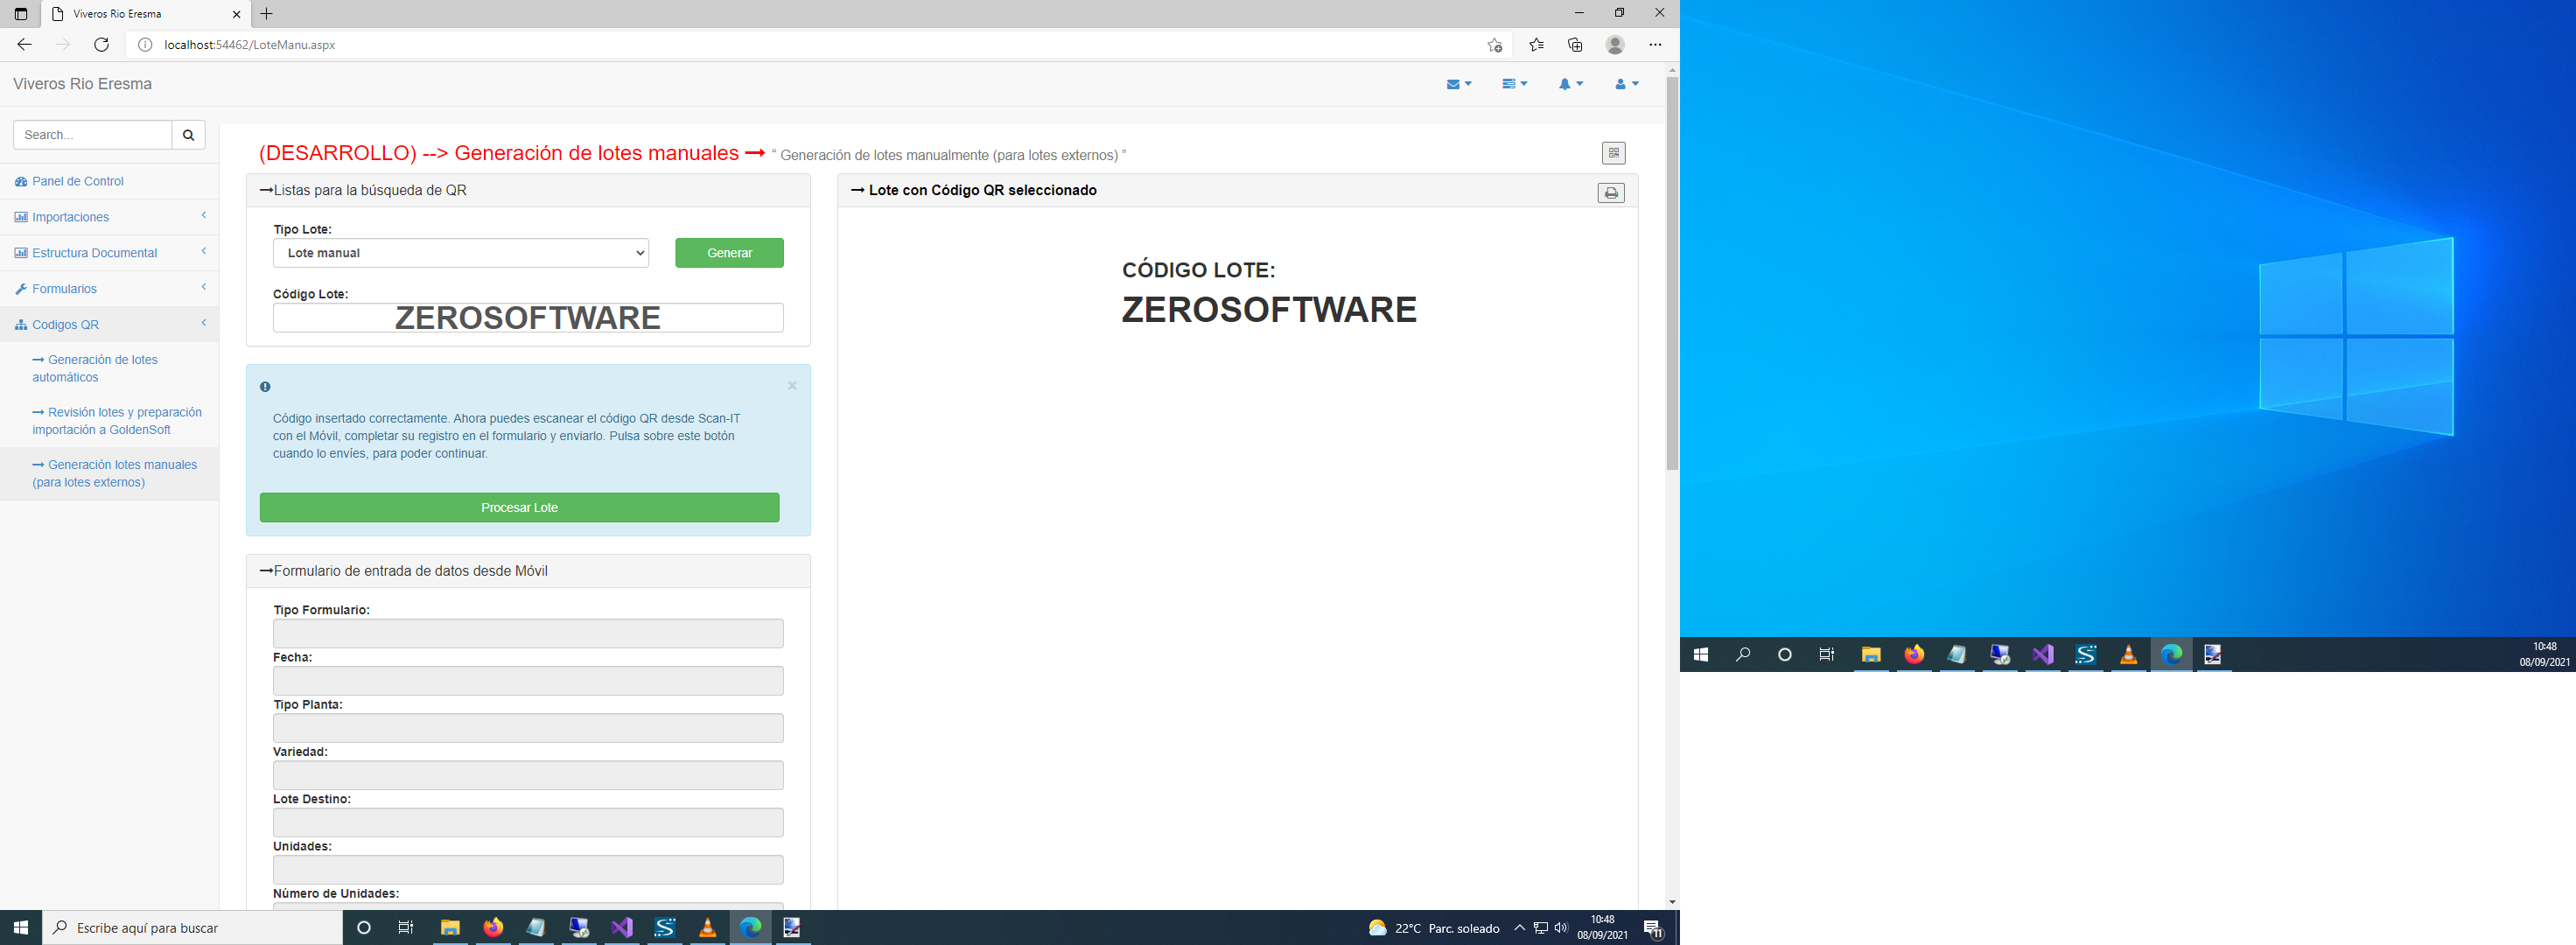 Viveros Rio Eresma
localhost:54462/LoteManu.aspx
Viveros Rio Eresma
Search...
Panel de Control
Importaciones
Estructura Documental
Formularios
Codigos QR
Generación de lotes
automáticos
Revisión lotes y preparación
importación a GoldenSoft
Generación lotes manuales
(para lotes externos)
(DESARROLLO) --> Generación de lotes manuales ➞ “ Generación de lotes manualmente (para lotes externos) ”
Listas para la búsqueda de QR
Tipo Lote:
Lote manual
Generar
Código Lote:
ZEROSOFTWARE
Código insertado correctamente. Ahora puedes escanear el código QR desde Scan-IT
con el Móvil, completar su registro en el formulario y enviarlo. Pulsa sobre este botón
cuando lo envíes, para poder continuar.
Procesar Lote
Formulario de entrada de datos desde Móvil
Tipo Formulario:
Fecha:
Tipo Planta:
Variedad:
Lote Destino:
Unidades:
Número de Unidades:
Lote con Código QR seleccionado
CÓDIGO LOTE:
ZEROSOFTWARE
Escribe aquí para buscar
22°C Parc. soleado
10:48
08/09/2021
11
10:48
08/09/2021